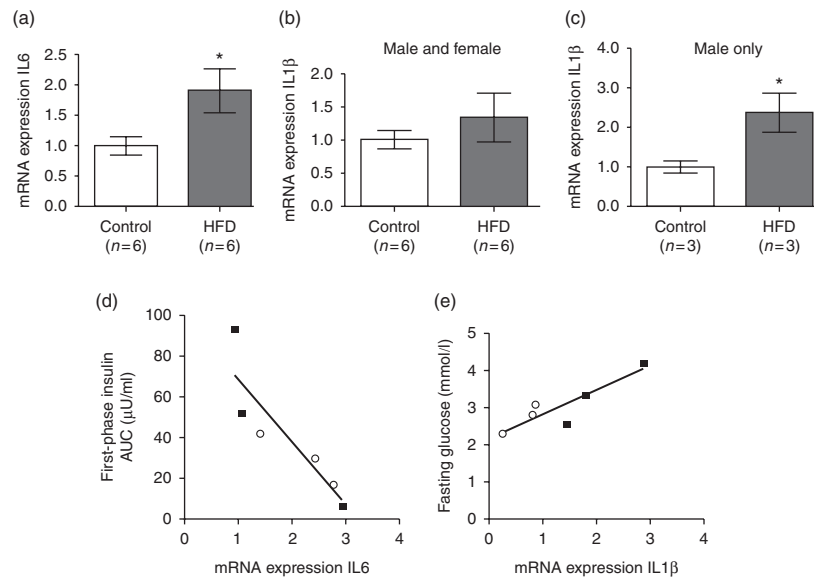 (a)
mRNA expression IL6
2.5
2.0
1.5
1.0
0.5
0.0
*
Control
(n=6)
HFD
(n=6)
(b)
Male and female
mRNA expression IL1β
2.0
1.5
1.0
0.5
0.0
Control
(n=6)
HFD
(n=6)
(c)
Male only
mRNA expression IL1β
4.0
3.0
2.0
1.0
0.0
*
Control
(n=3)
HFD
(n=3)
(d)
First-phase insulin
AUC (μU/ml)
100
80
60
40
20
0
0 1 2 3 4
mRNA expression IL6
(e)
Fasting glucose (mmol/l)
5
4
3
2
1
0
0 1 2 3 4
mRNA expression IL1β